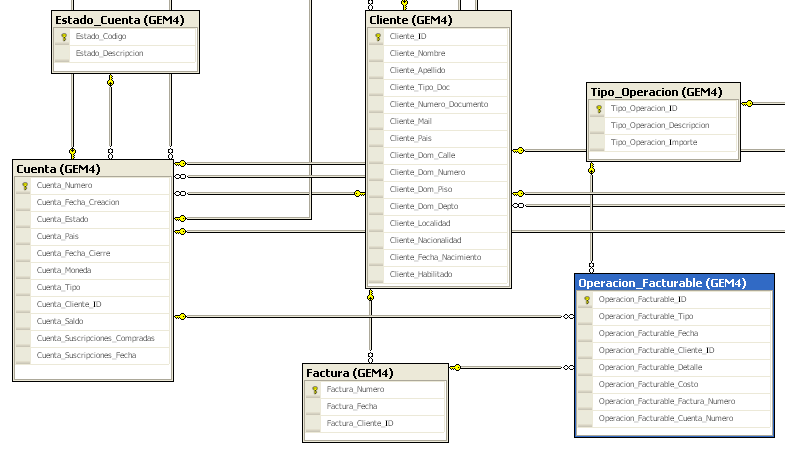 Estado_Cuenta (GEM4)
Estado_Codigo
Estado_Descripcion
Cliente (GEM4)
Cliente_ID
Cliente_Nombre
Cliente_Apellido
Cliente_Tipo_Doc
Cliente_Numero_Documento
Cliente_Mail
Cliente_Pais
Cliente_Dom_Calle
Cliente_Dom_Numero
Cliente_Dom_Piso
Cliente_Dom_Depto
Cliente_Localidad
Cliente_Nacionalidad
Cliente_Fecha_Nacimiento
Cliente_Habilitado
Tipo_Operacion (GEM4)
Tipo_Operacion_ID
Tipo_Operacion_Descripcion
Tipo_Operacion_Importe
Cuenta (GEM4)
Cuenta_Numero
Cuenta_Fecha_Creacion
Cuenta_Estado
Cuenta_Pais
Cuenta_Fecha_Cierre
Cuenta_Moneda
Cuenta_Tipo
Cuenta_Cliente_ID
Cuenta_Saldo
Cuenta_Suscripciones_Compradas
Cuenta_Suscripciones_Fecha
Operacion_Facturable (GEM4)
Operacion_Facturable_ID
Operacion_Facturable_Tipo
Operacion_Facturable_Fecha
Operacion_Facturable_Cliente_ID
Operacion_Facturable_Detalle
Operacion_Facturable_Costo
Operacion_Facturable_Factura_Numero
Operacion_Facturable_Cuenta_Numero
Factura (GEM4)
Factura_Numero
Factura_Fecha
Factura_Cliente_ID